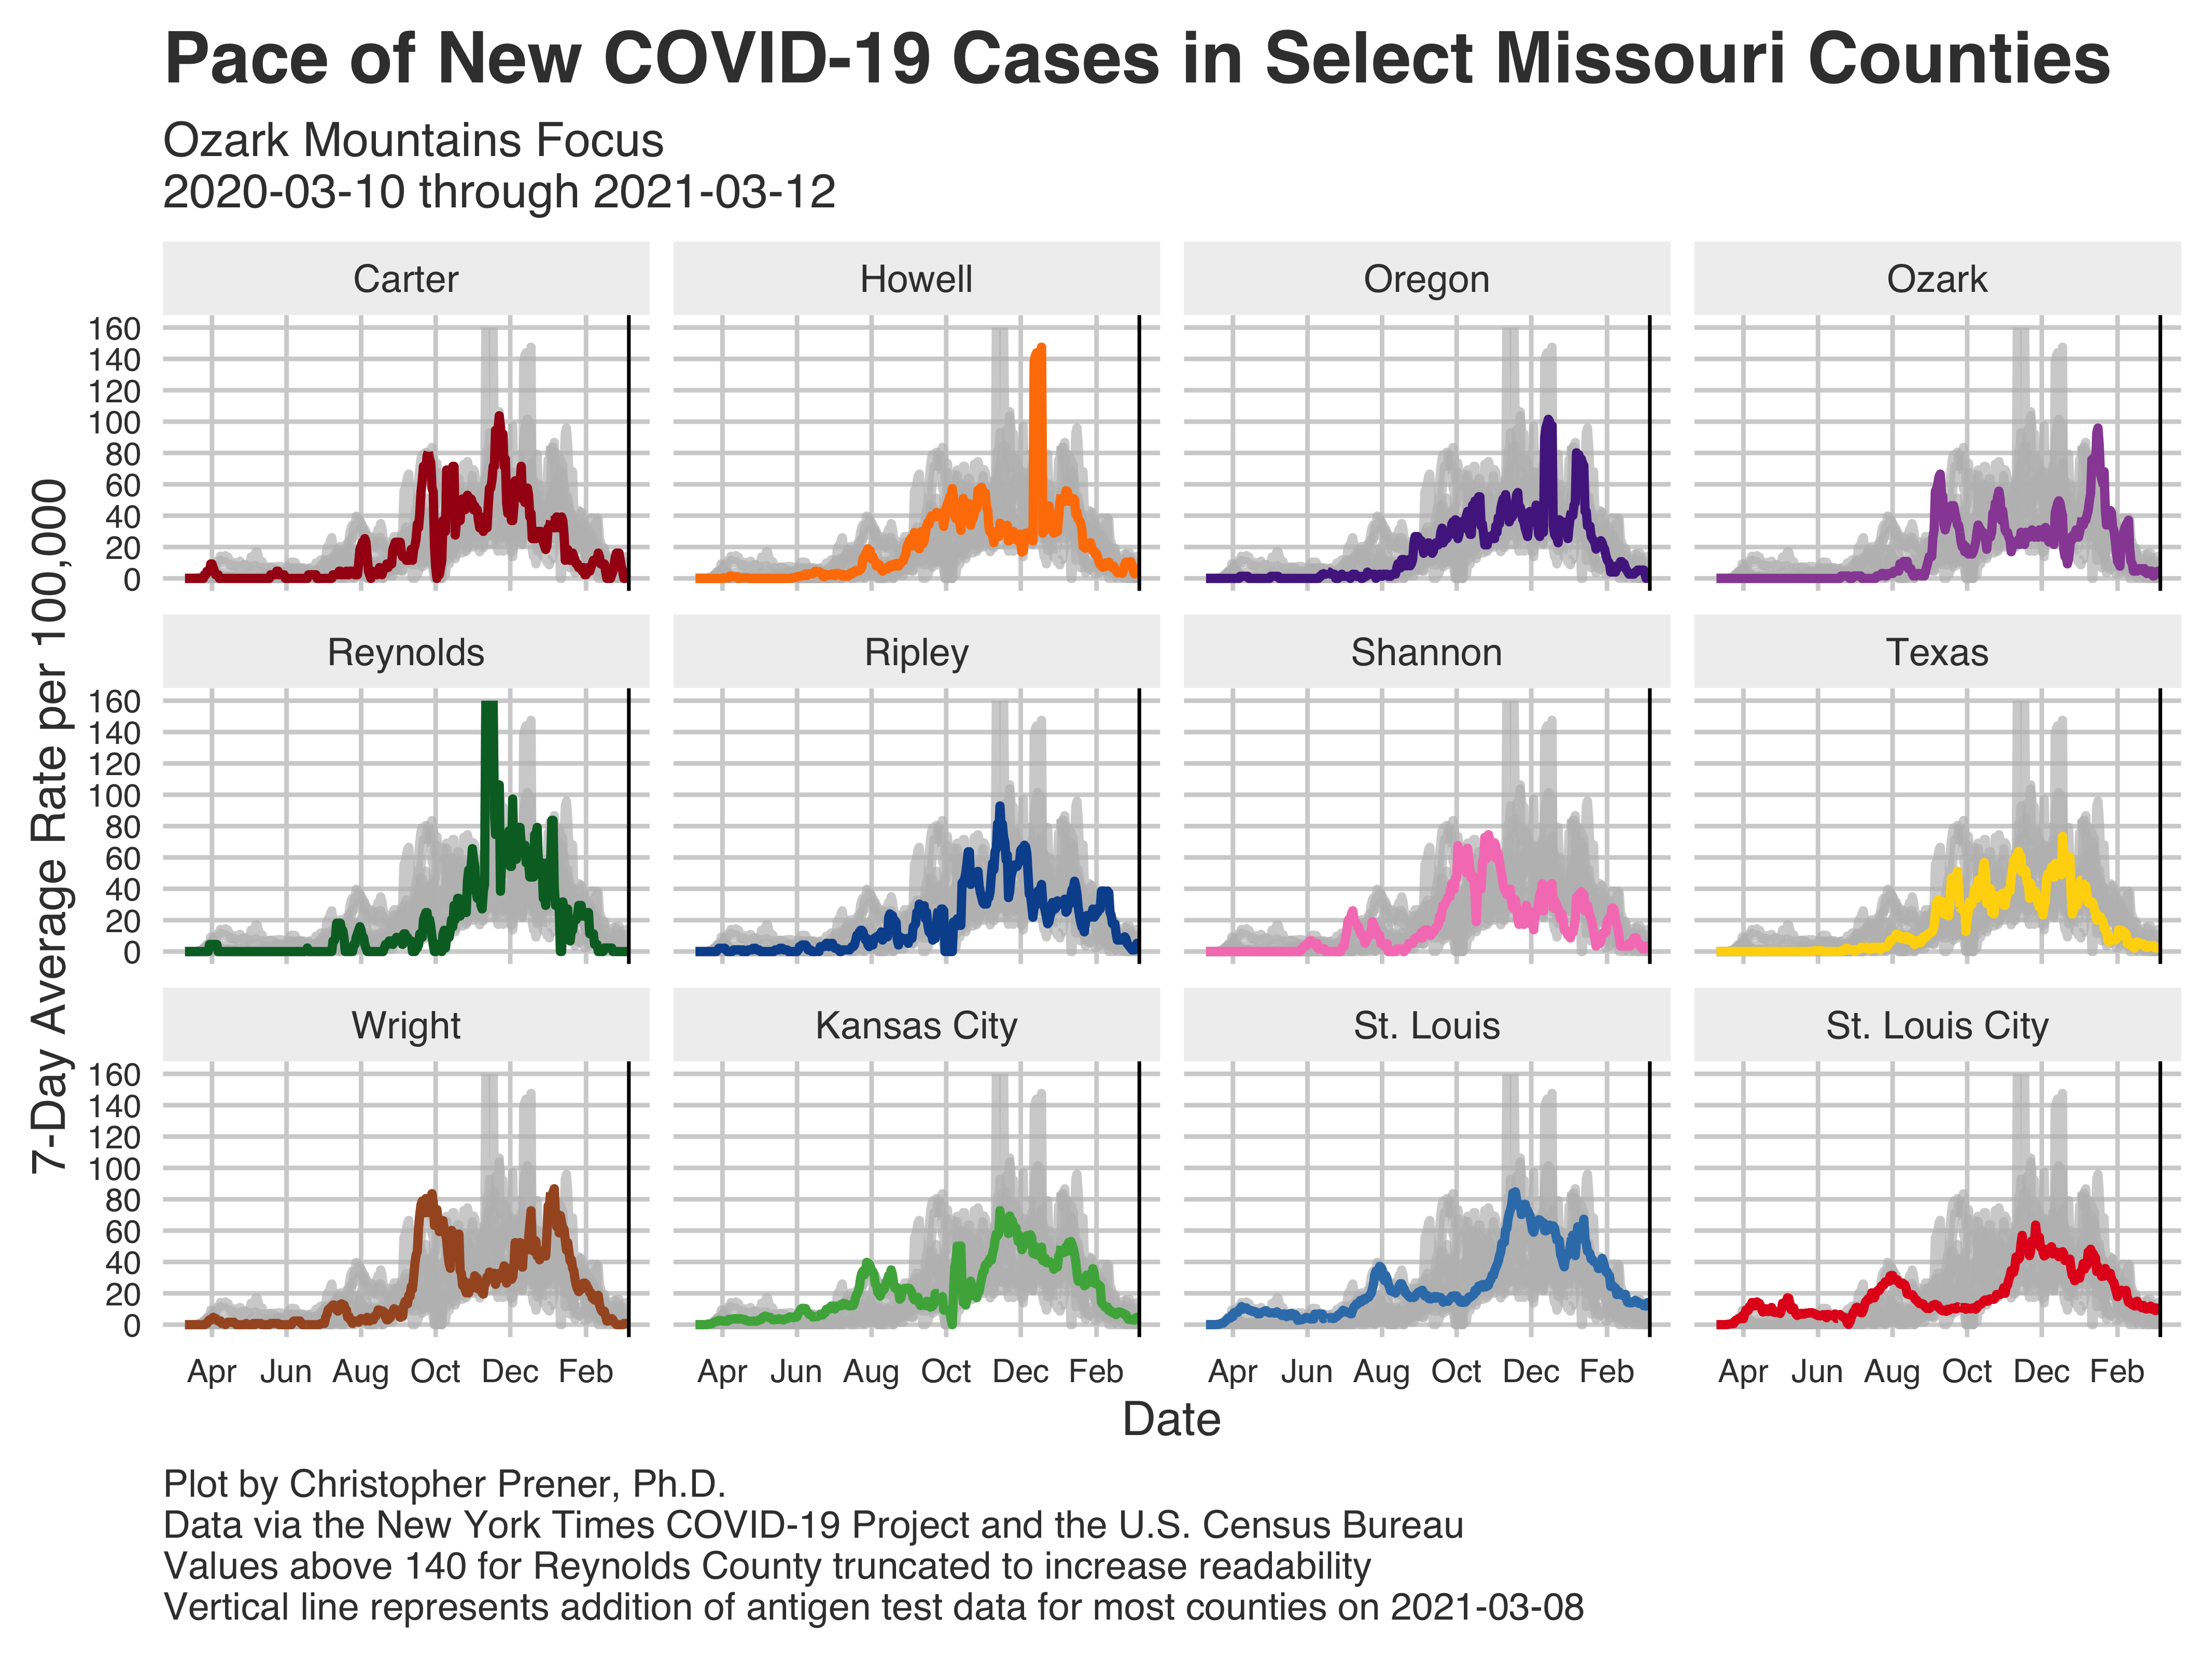 Pace of New COVID-19 Cases in Select Missouri Counties
Ozark Mountains Focus
2020-03-10 through 2021-03-12
7-Day Average Rate per 100,000
Carter Howell Oregon Ozark
160
140
120
100
80
60
40
20
0
Reynolds Ripley Shannon Texas
160
140
120
100
80
60
40
20
0
Wright Kansas City St. Louis St. Louis City
160
140
120
100
80
60
40
20
0
Apr Jun Aug Oct Dec Feb Apr Jun Aug Oct Dec Feb Apr Jun Aug Oct Dec Feb Apr Jun Aug Oct Dec Feb
Date
Plot by Christopher Prener, Ph.D.
Data via the New York Times COVID-19 Project and the U.S. Census Bureau
Values above 140 for Reynolds County truncated to increase readability
Vertical line represents addition of antigen test data for most counties on 2021-03-08